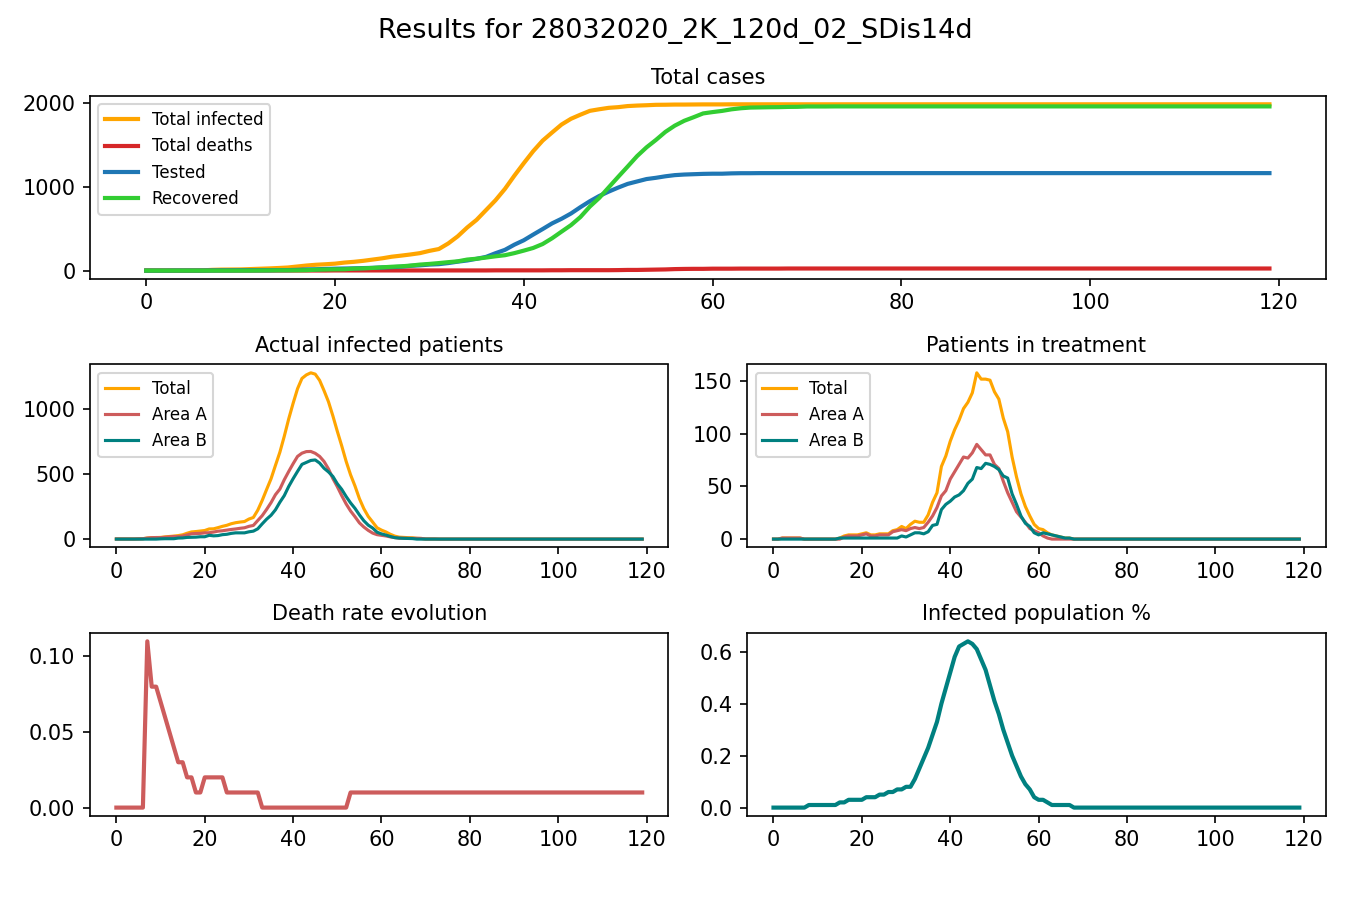 Results for 28032020_2K_120d_02_SDis14d
Total cases
2000
1000
0
Total infected
Total deaths
Tested
Recovered
0 20 40 60 80 100 120
Actual infected patients
1000
500
0
Total
Area A
Area B
0 20 40 60 80 100 120
Patients in treatment
150
100
50
0
Total
Area A
Area B
0 20 40 60 80 100 120
Death rate evolution
0.10
0.05
0.00
0 20 40 60 80 100 120
Infected population %
0.6
0.4
0.2
0.0
0 20 40 60 80 100 120